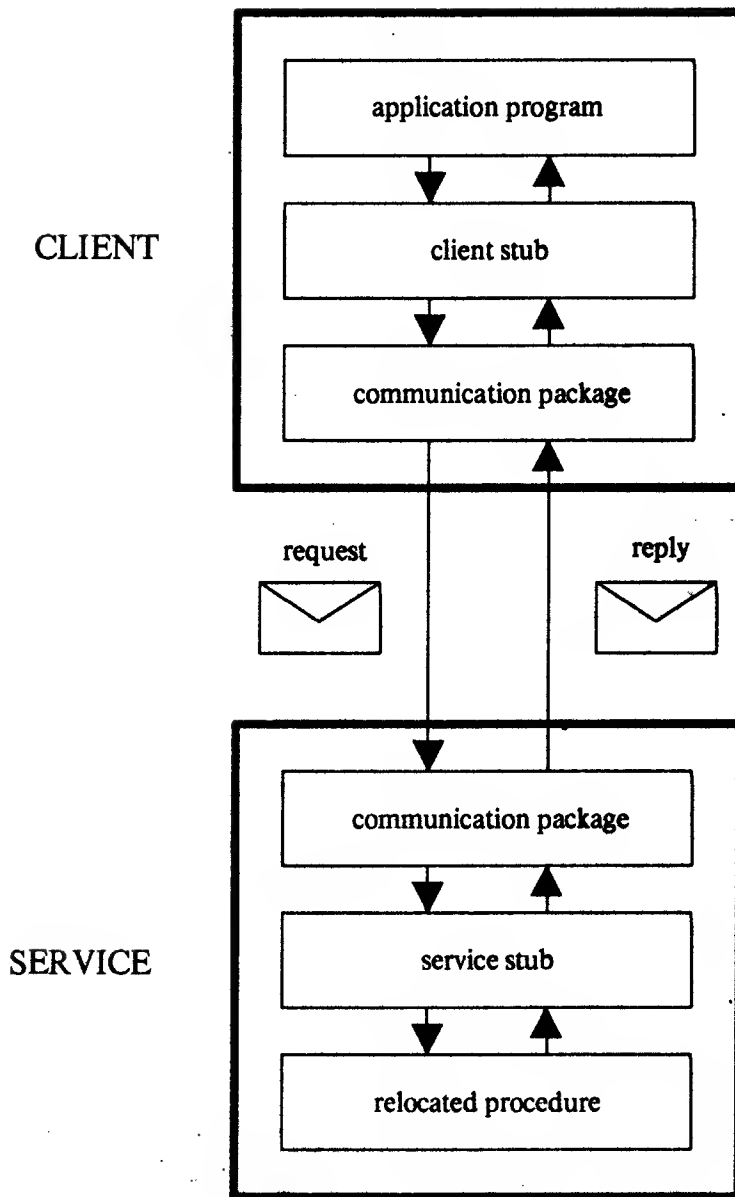 application program
CLIENT
client stub
communication package
request
reply
communication package
SERVICE
service stub
relocated procedure